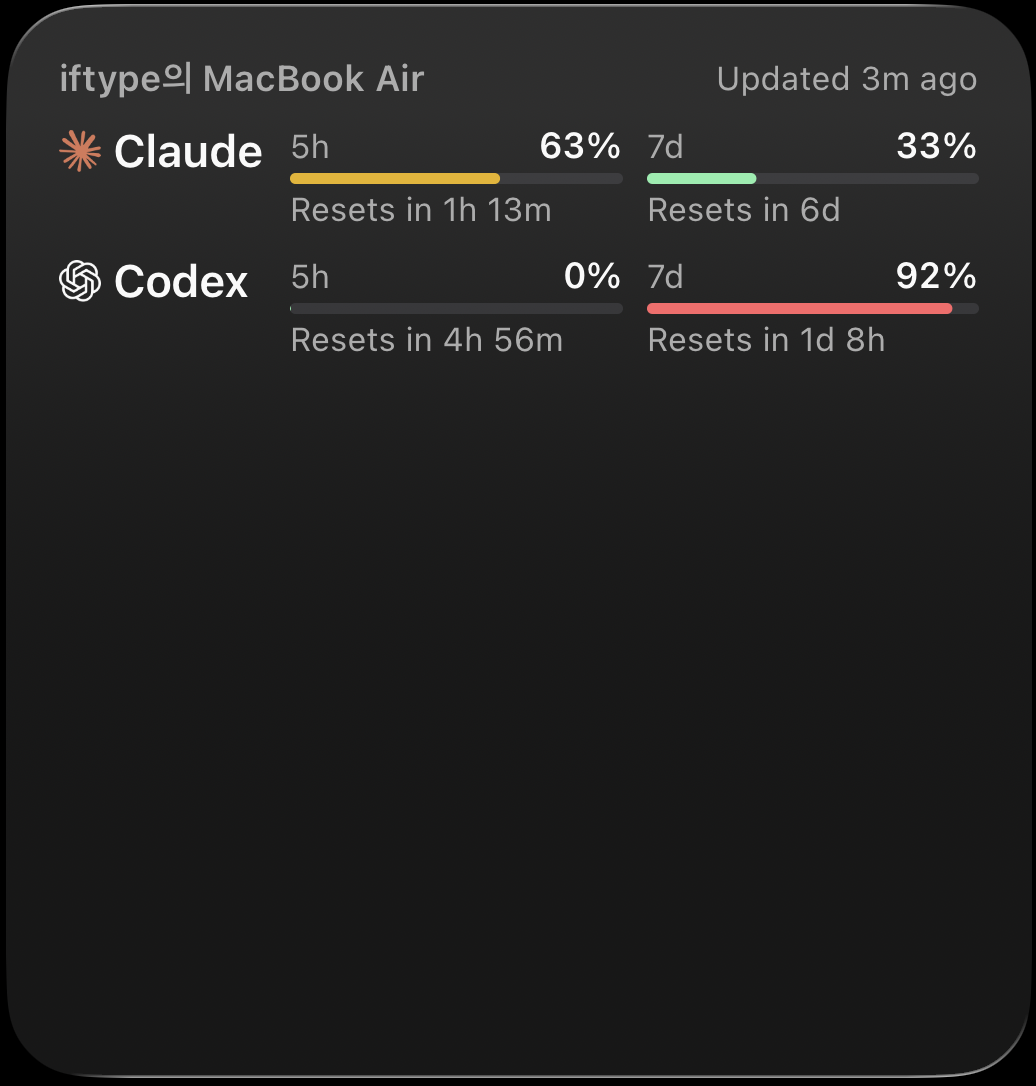 iftype의 MacBook Air Updated 3m ago
Claude 5h 63% 7d 33%
Resets in 1h 13m Resets in 6d
Codex 5h 0% 7d 92%
Resets in 4h 56m Resets in 1d 8h